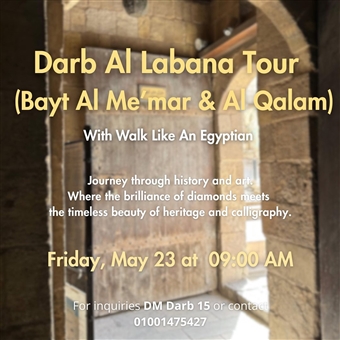 Darb Al Labana Tour
(Bayt Al Me'mar & Al Qalam)
With Walk Like An Egyptian
Journey through history and art.
Where the brilliance of diamonds meets
the timeless beauty of heritage and calligraphy.
Friday, May 23 at 09:00 AM
For inquiries DM Darb 15 or contact
01001475427